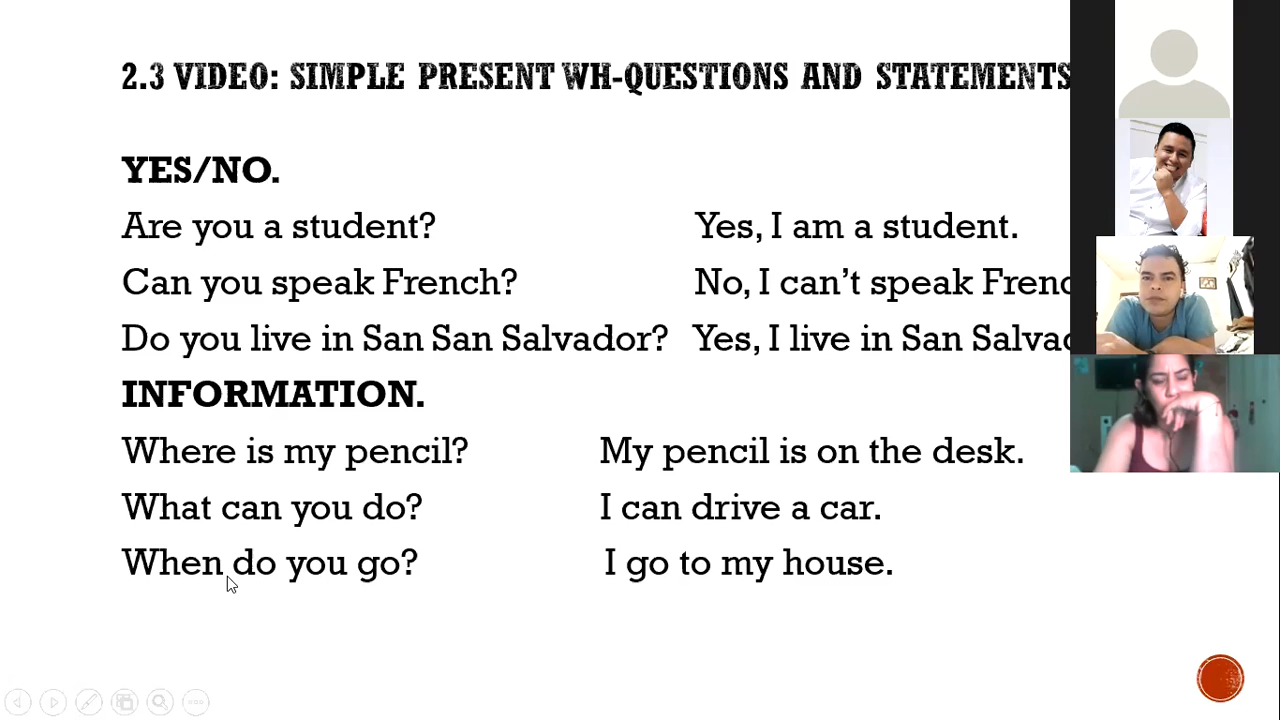 2.3 VIDEO: SIMPLE PRESENT WH-QUESTIONS AND STATEMENTS
YES/NO.
Are you a student? Yes, I am a student.
Can you speak French? No, I can’t speak Frenc
Do you live in San San Salvador? Yes, I live in San Salvad
INFORMATION.
Where is my pencil? My pencil is on the desk.
What can you do? I can drive a car.
When do you go? I go to my house.